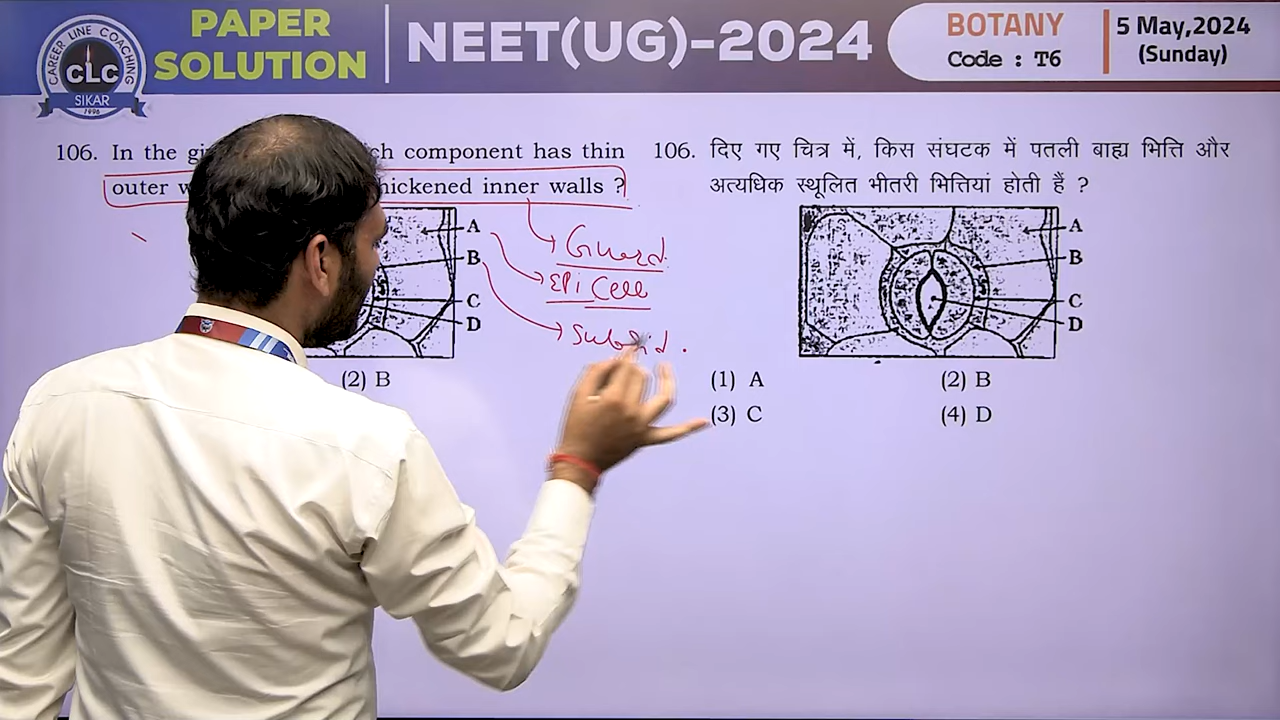 CAREER LINE COACHING
CLC
SIKAR
1996
PAPER
SOLUTION
NEET(UG)-2024
BOTANY
Code : T6
5 May,2024
(Sunday)
106. In the ch component has thin
outer w hickened inner walls ?
A
B
C
D
Guard
Epi Cell
(2) B
106. दिए गए चित्र में, किस संघटक में पतली बाह्य भित्ति और
अत्यधिक स्थूलित भीतरी भित्तियां होती हैं ?
A
B
C
D
(1) A
(2) B
(3) C
(4) D